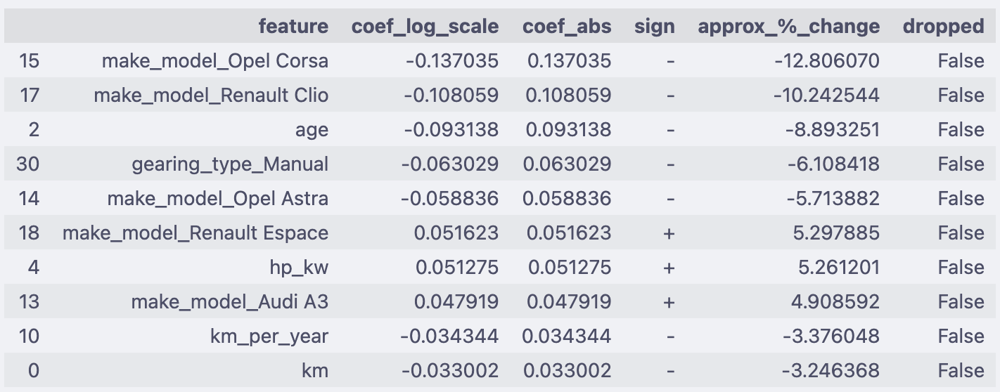 feature coef_log_scale coef_abs sign approx_%_change dropped
15 make_model_Opel Corsa -0.137035 0.137035 - -12.806070 False
17 make_model_Renault Clio -0.108059 0.108059 - -10.242544 False
2 age -0.093138 0.093138 - -8.893251 False
30 gearing_type_Manual -0.063029 0.063029 - -6.108418 False
14 make_model_Opel Astra -0.058836 0.058836 - -5.713882 False
18 make_model_Renault Espace 0.051623 0.051623 + 5.297885 False
4 hp_kw 0.051275 0.051275 + 5.261201 False
13 make_model_Audi A3 0.047919 0.047919 + 4.908592 False
10 km_per_year -0.034344 0.034344 - -3.376048 False
0 km -0.033002 0.033002 - -3.246368 False